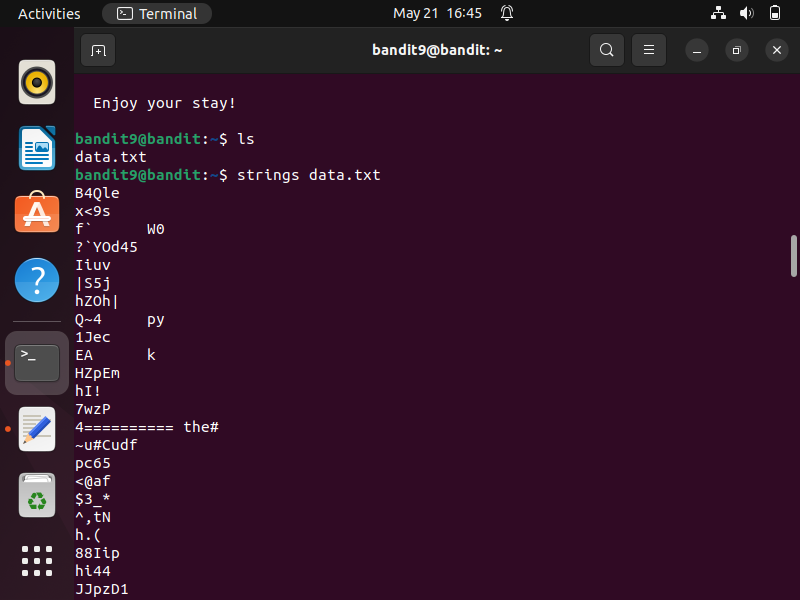 Activities Terminal May 21 16:45
bandit9@bandit: ~
Enjoy your stay!
bandit9@bandit:~$ ls
data.txt
bandit9@bandit:~$ strings data.txt
B4Qle
x<9s
f` W0
?`YOd45
Iiuv
|S5j
hZOh|
Q~4 py
1Jec
EA k
HZpEm
hI!
7wzP
4========== the#
~u#Cudf
pc65
<@af
$3_*
^,tN
h.(
88Iip
hi44
JJpzD1